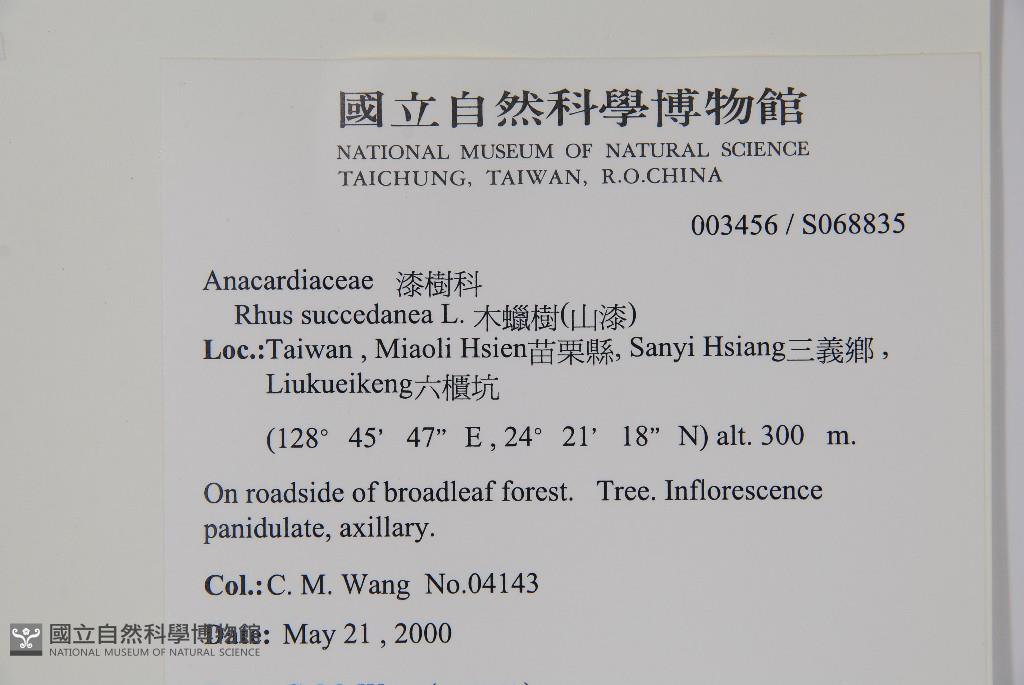 國立自然科學博物館
NATIONAL MUSEUM OF NATURAL SCIENCE
TAICHUNG, TAIWAN, R.O.CHINA
003456 / S068835
Anacardiaceae 漆樹科
Rhus succedanea L. 木蠟樹(山漆)
Loc.:Taiwan , Miaoli Hsien苗栗縣, Sanyi Hsiang三義鄉 ,
Liukueikeng六櫃坑
(128° 45’ 47” E , 24° 21’ 18” N) alt. 300 m.
On roadside of broadleaf forest. Tree. Inflorescence
panidulate, axillary.
Col.:C. M. Wang No.04143
Date: May 21 , 2000
國立自然科學博物館
NATIONAL MUSEUM OF NATURAL SCIENCE